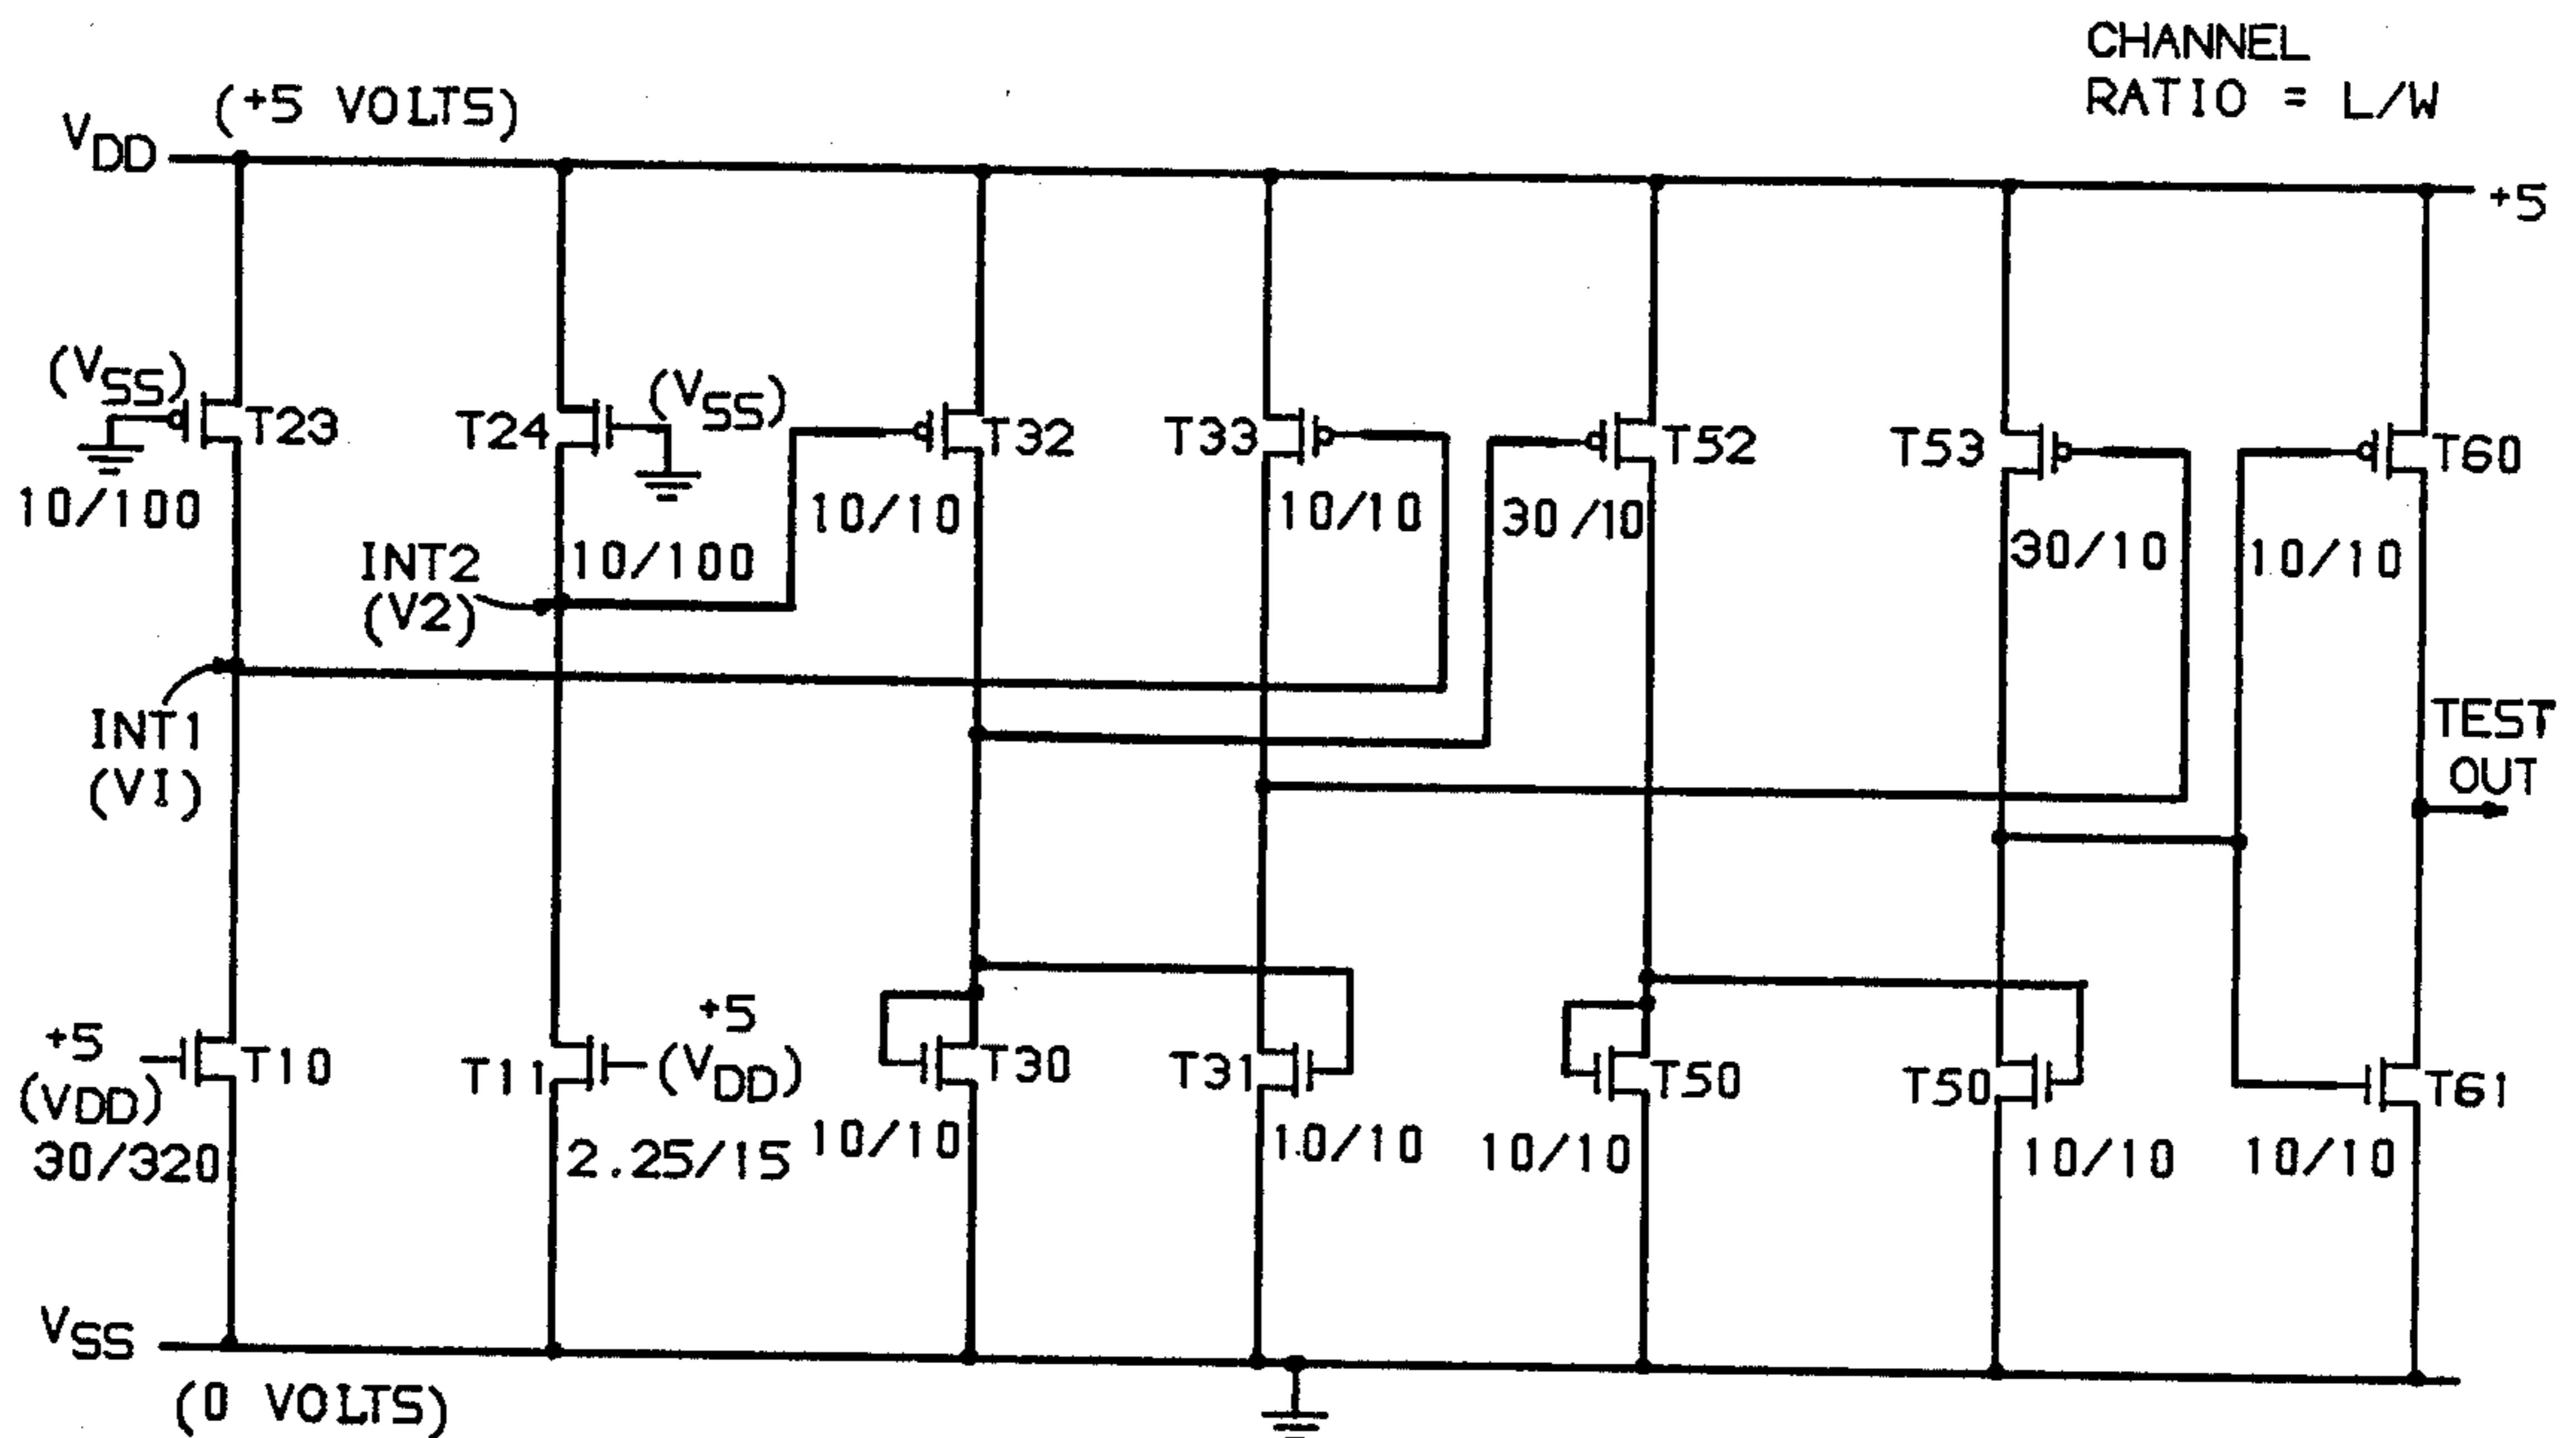 CHANNEL
RATIO = L/W
VDD (+5 VOLTS)
+5
(VSS)
T23
10/100
T24
(VSS)
10/100
T32
10/10
T33
10/10
T52
30/10
T53
30/10
T60
10/10
INT2
(V2)
INT1
(VI)
TEST
OUT
+5
(VDD)
T10
30/320
T11
+5
(VDD)
2.25/15
T30
10/10
T31
10/10
T50
10/10
T50
10/10
T61
10/10
VSS
(0 VOLTS)